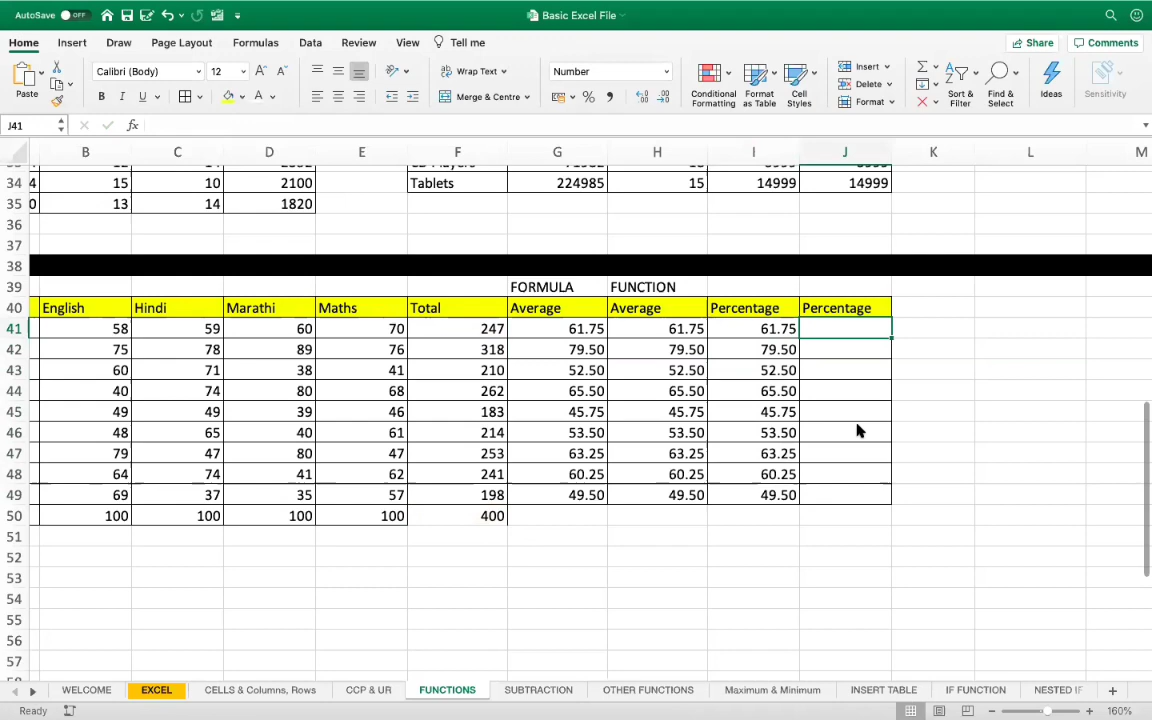 AutoSave OFF Basic Excel File
Home Insert Draw Page Layout Formulas Data Review View Tell me Share Comments
Paste Calibri (Body) 12 A A Wrap Text Number Conditional Formatting Format as Table Cell Styles Insert Sort & Filter Find & Select Ideas Sensitivity
B I U A Merge & Centre % Delete Format
J41 fx
B C D E F G H I J K L M
34 4 15 10 2100 Tablets 224985 15 14999 14999
35 0 13 14 1820
36
37
38
39 FORMULA FUNCTION
40 English Hindi Marathi Maths Total Average Average Percentage Percentage
41 58 59 60 70 247 61.75 61.75 61.75
42 75 78 89 76 318 79.50 79.50 79.50
43 60 71 38 41 210 52.50 52.50 52.50
44 40 74 80 68 262 65.50 65.50 65.50
45 49 49 39 46 183 45.75 45.75 45.75
46 48 65 40 61 214 53.50 53.50 53.50
47 79 47 80 47 253 63.25 63.25 63.25
48 64 74 41 62 241 60.25 60.25 60.25
49 69 37 35 57 198 49.50 49.50 49.50
50 100 100 100 100 400
51
52
53
54
55
56
57
WELCOME EXCEL CELLS & Columns, Rows CCP & UR FUNCTIONS SUBTRACTION OTHER FUNCTIONS Maximum & Minimum INSERT TABLE IF FUNCTION NESTED IF
Ready 160%